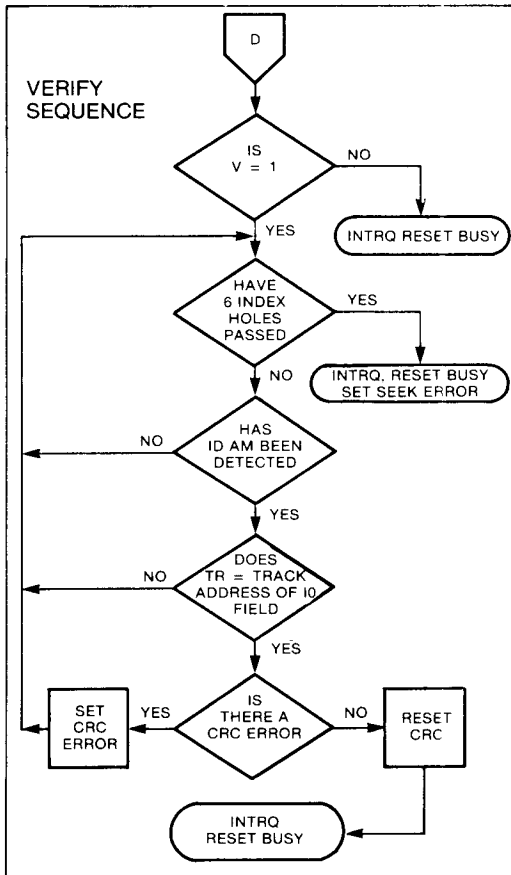 D
VERIFY
SEQUENCE
IS
V = 1
NO
INTRQ RESET BUSY
YES
HAVE
6 INDEX
HOLES
PASSED
YES
INTRQ, RESET BUSY
SET SEEK ERROR
NO
HAS
ID AM BEEN
DETECTED
NO
YES
DOES
TR = TRACK
ADDRESS OF I0
FIELD
NO
YES
IS
THERE A
CRC ERROR
YES
SET
CRC
ERROR
NO
RESET
CRC
INTRQ
RESET BUSY